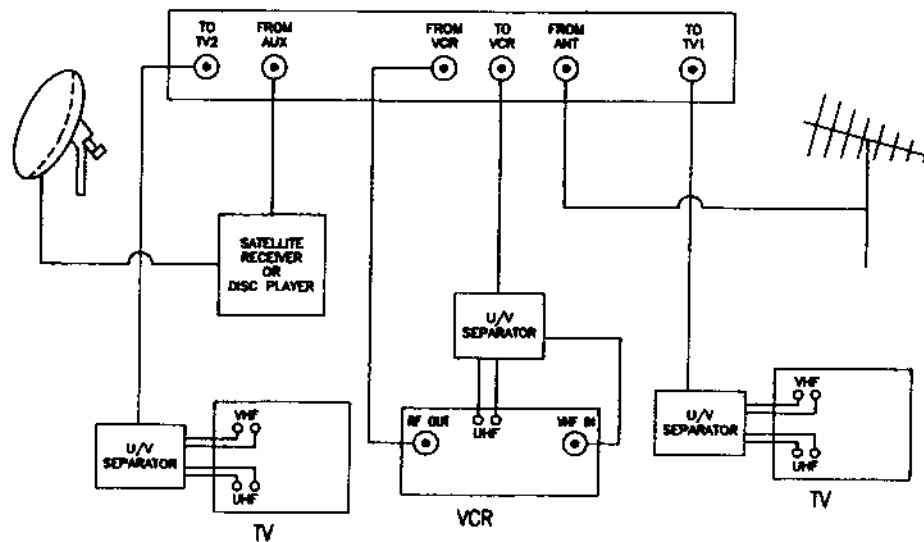 TO
TV2
FROM
AUX
FROM
VCR
TO
VCR
FROM
ANT
TO
TV1
SATELLITE
RECEIVER
OR
DISC PLAYER
U/V
SEPARATOR
VHF
UHF
TV
U/V
SEPARATOR
RF OUT
UHF
VHF IN
VCR
U/V
SEPARATOR
VHF
UHF
TV